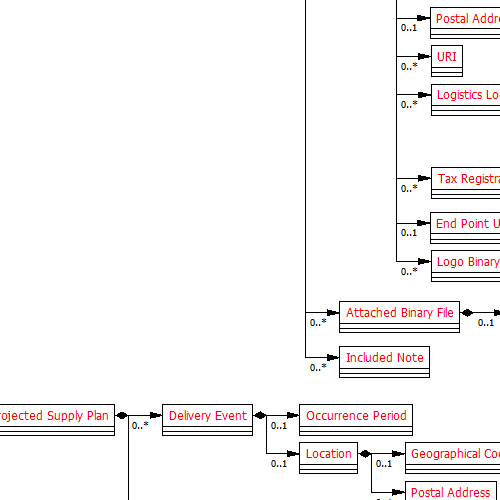 Postal Addre
0..1
URI
0..*
Logistics Lo
0..*
Tax Registra
0..*
End Point U
0..1
Logo Binary
0..*
Attached Binary File
0..*
0..1
Included Note
0..*
rojected Supply Plan
0..*
Delivery Event
0..1
Occurrence Period
0..1
Location
0..1
Geographical Coo
Postal Address
0..*